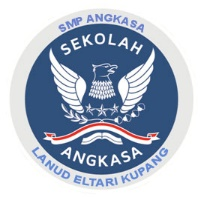 SMP ANGKASA
SEKOLAH
ANGKASA
LANUD ELTARI KUPANG